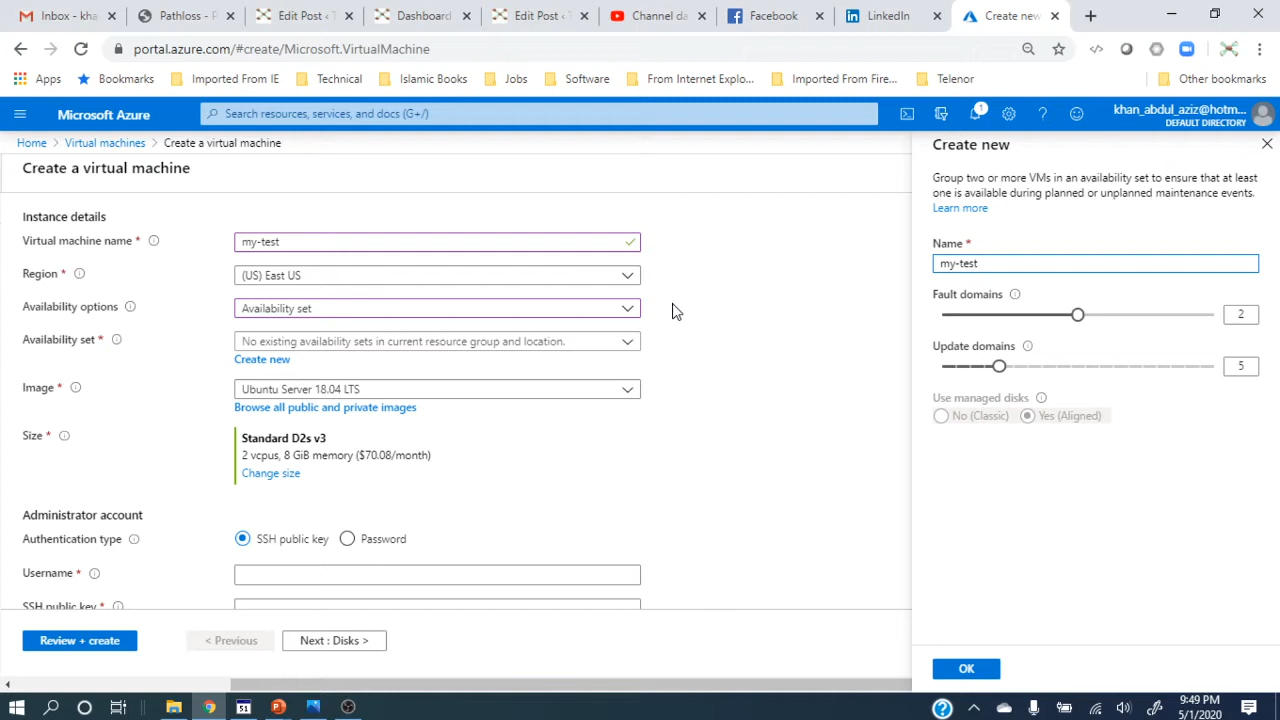 Inbox - kha
Pathloss - P
Edit Post ‹ T
Dashboard
Edit Post ‹ T
Channel da
Facebook
LinkedIn
Create new
portal.azure.com/#create/Microsoft.VirtualMachine
Apps
Bookmarks
Imported From IE
Technical
Islamic Books
Jobs
Software
From Internet Explo...
Imported From Fire...
Telenor
Other bookmarks
Microsoft Azure
Search resources, services, and docs (G+/)
1
khan_abdul_aziz@hotm...
DEFAULT DIRECTORY
Home > Virtual machines > Create a virtual machine
Create a virtual machine
Instance details
Virtual machine name *
my-test
Region *
(US) East US
Availability options
Availability set
Availability set *
No existing availability sets in current resource group and location.
Create new
Image *
Ubuntu Server 18.04 LTS
Browse all public and private images
Size *
Standard D2s v3
2 vcpus, 8 GiB memory ($70.08/month)
Change size
Administrator account
Authentication type
SSH public key
Password
Username *
SSH public key *
Review + create
< Previous
Next : Disks >
Create new
Group two or more VMs in an availability set to ensure that at least
one is available during planned or unplanned maintenance events.
Learn more
Name *
my-test
Fault domains
2
Update domains
5
Use managed disks
No (Classic)
Yes (Aligned)
OK
9:49 PM
5/1/2020